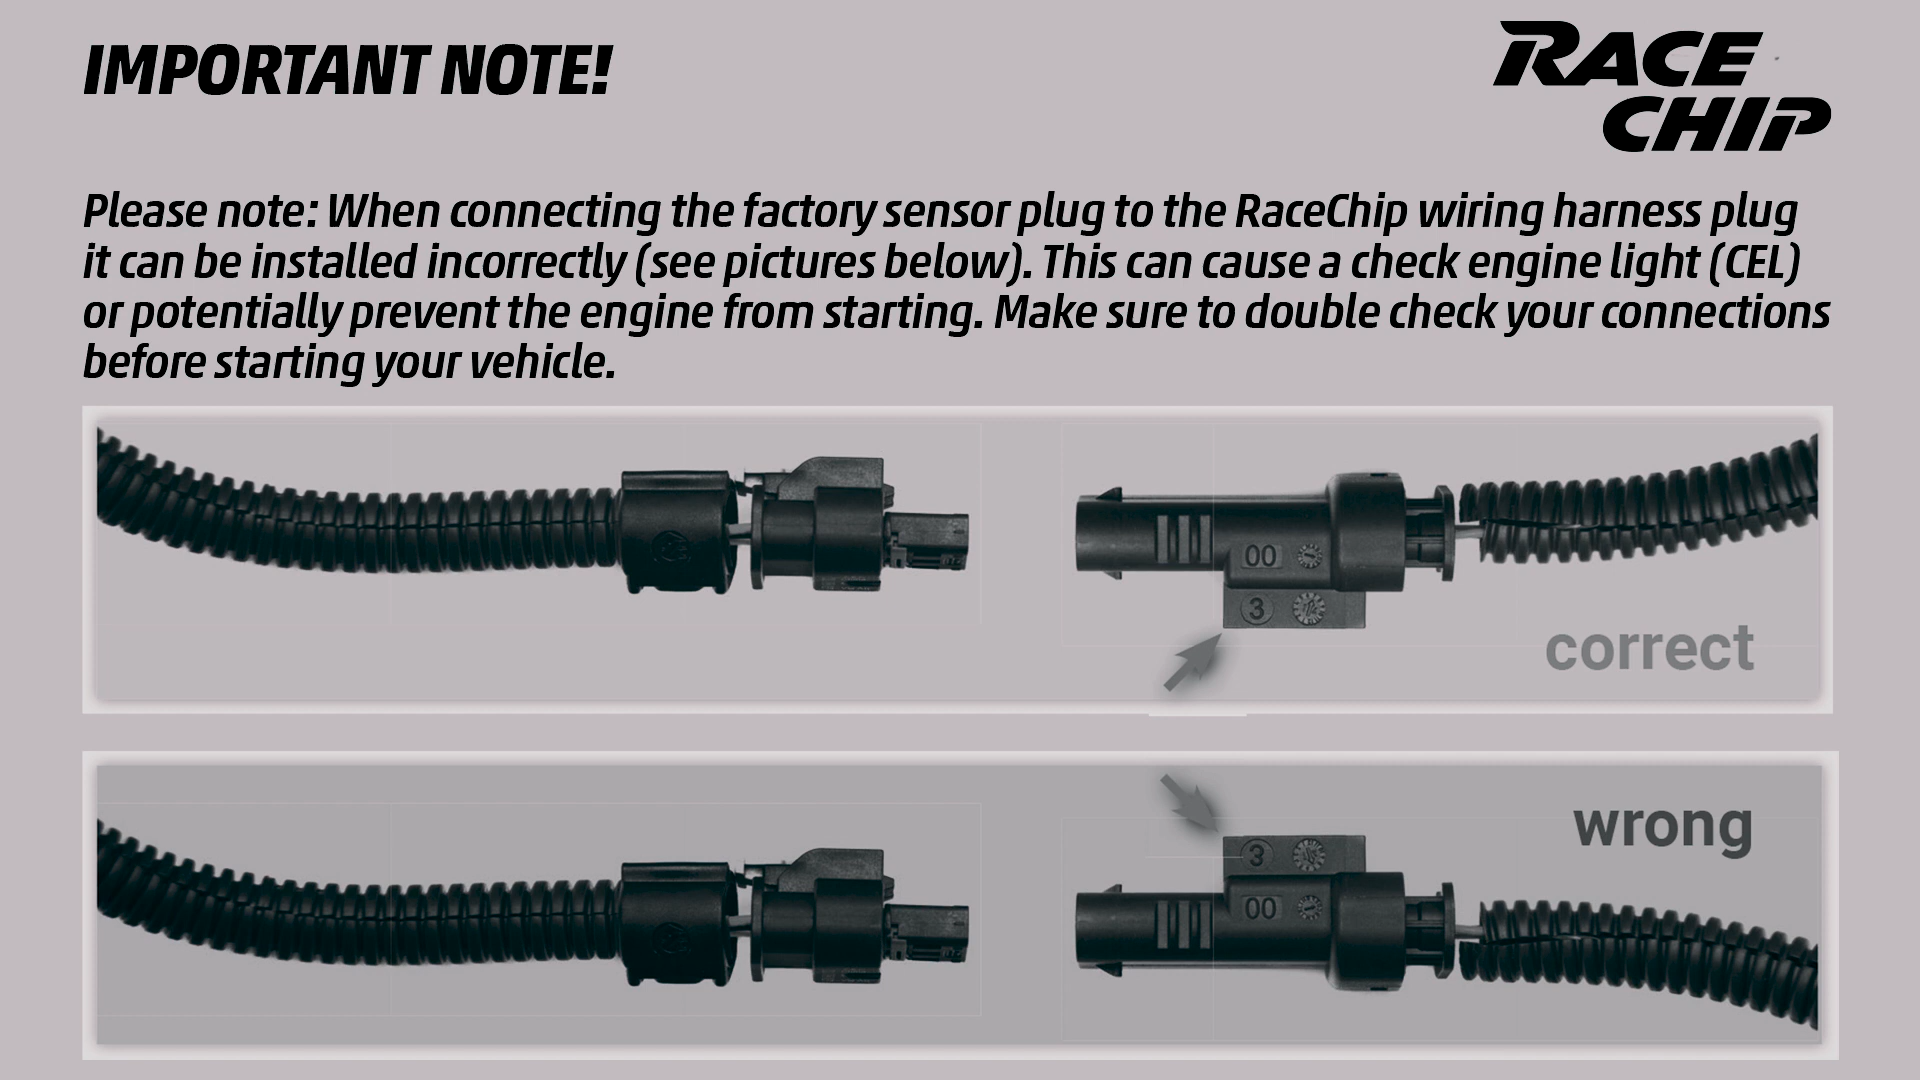 IMPORTANT NOTE!
RACE
CHIP
Please note: When connecting the factory sensor plug to the RaceChip wiring harness plug
it can be installed incorrectly (see pictures below). This can cause a check engine light (CEL)
or potentially prevent the engine from starting. Make sure to double check your connections
before starting your vehicle.
00
3
correct
wrong
3
00